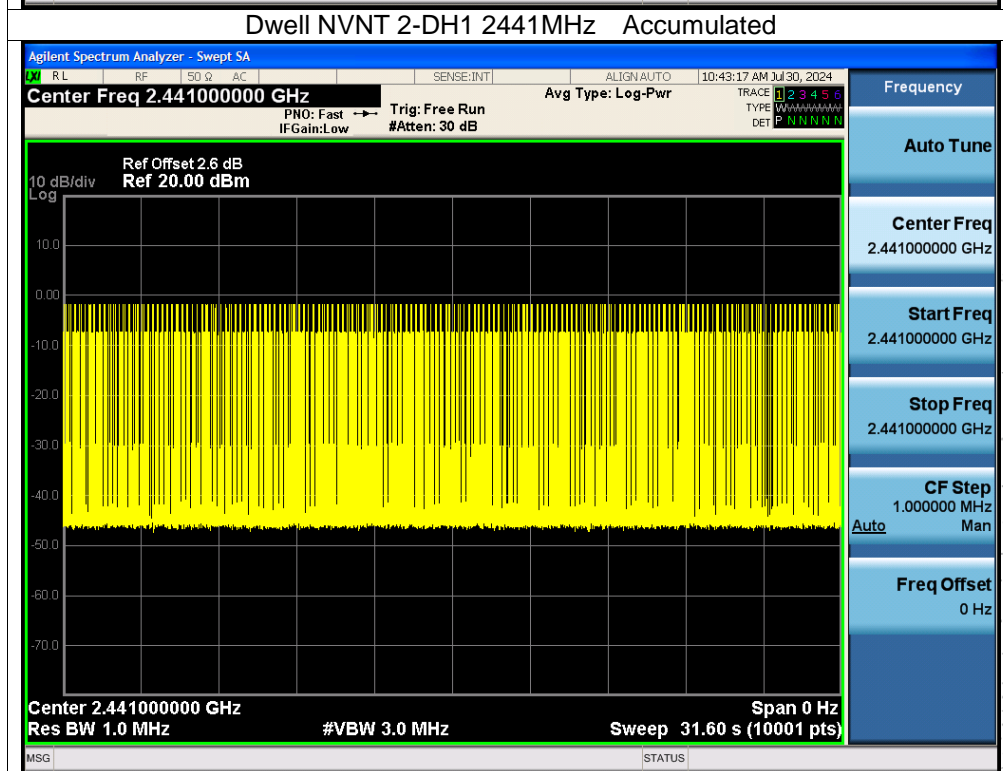 Dwell NVNT 2-DH1 2441MHz Accumulated
Agilent Spectrum Analyzer - Swept SA
LXI RL RF 50 Ω AC SENSE:INT ALIGN AUTO 10:43:17 AM Jul 30, 2024
Center Freq 2.441000000 GHz
PNO: Fast
IFGain:Low
Trig: Free Run
#Atten: 30 dB
Avg Type: Log-Pwr
TRACE 1 2 3 4 5 6
TYPE WWWWWW
DET P N N N N N
Frequency
Auto Tune
Center Freq
2.441000000 GHz
Start Freq
2.441000000 GHz
Stop Freq
2.441000000 GHz
CF Step
1.000000 MHz
Auto Man
Freq Offset
0 Hz
Ref Offset 2.6 dB
10 dB/div Ref 20.00 dBm
Log
10.0
0.00
-10.0
-20.0
-30.0
-40.0
-50.0
-60.0
-70.0
Center 2.441000000 GHz Span 0 Hz
Res BW 1.0 MHz #VBW 3.0 MHz Sweep 31.60 s (10001 pts)
MSG STATUS